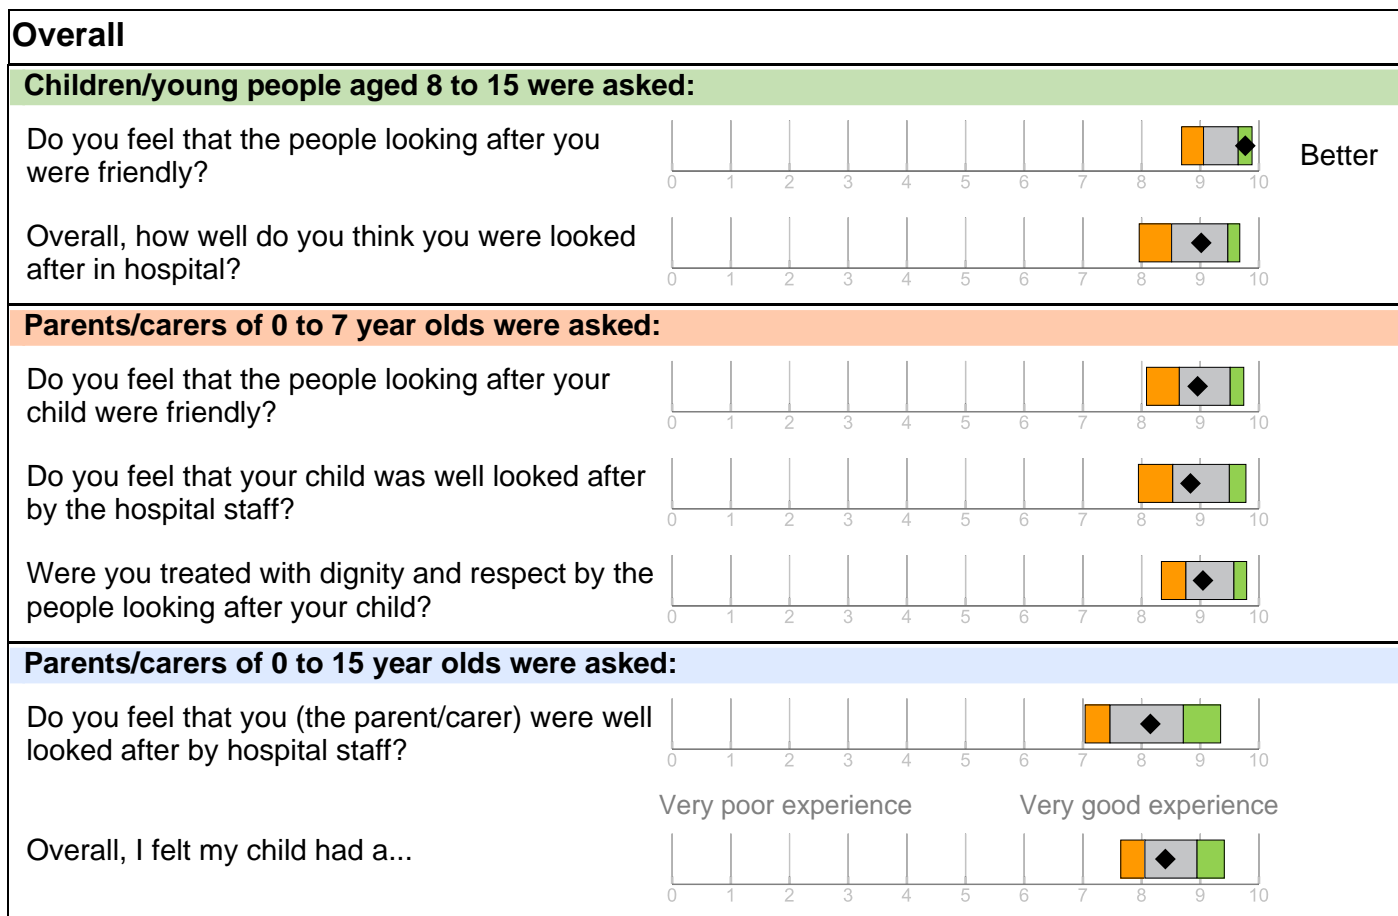 Overall
Children/young people aged 8 to 15 were asked:
Do you feel that the people looking after you
were friendly?
0 1 2 3 4 5 6 7 8 9 10
Better
Overall, how well do you think you were looked
after in hospital?
0 1 2 3 4 5 6 7 8 9 10
Parents/carers of 0 to 7 year olds were asked:
Do you feel that the people looking after your
child were friendly?
0 1 2 3 4 5 6 7 8 9 10
Do you feel that your child was well looked after
by the hospital staff?
0 1 2 3 4 5 6 7 8 9 10
Were you treated with dignity and respect by the
people looking after your child?
0 1 2 3 4 5 6 7 8 9 10
Parents/carers of 0 to 15 year olds were asked:
Do you feel that you (the parent/carer) were well
looked after by hospital staff?
0 1 2 3 4 5 6 7 8 9 10
Very poor experience Very good experience
Overall, I felt my child had a...
0 1 2 3 4 5 6 7 8 9 10